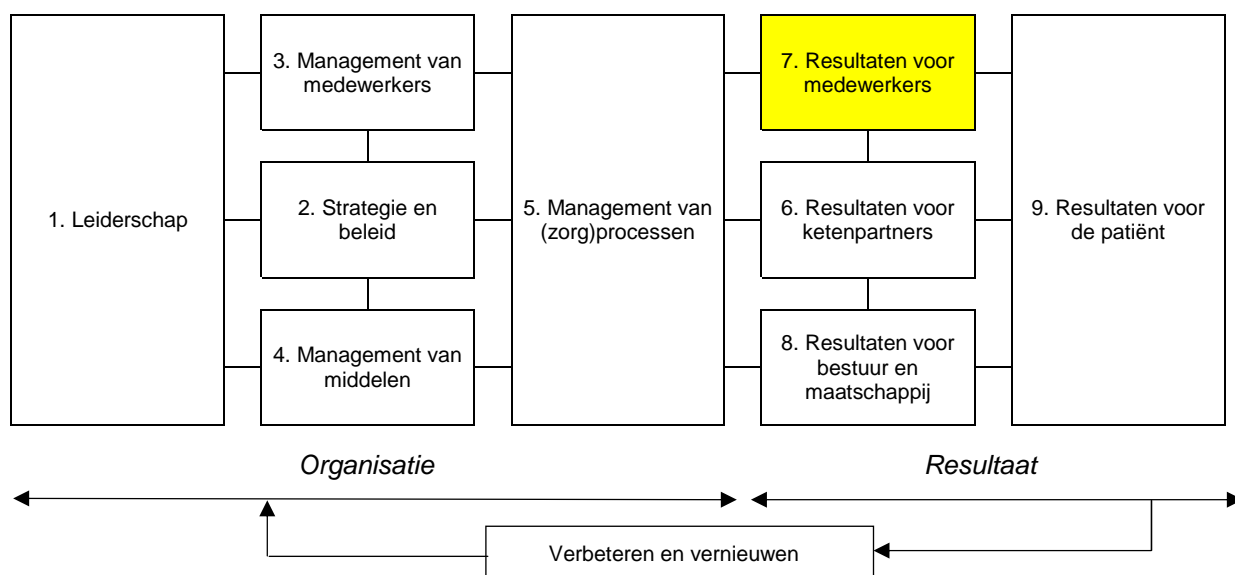 1. Leiderschap
3. Management van
medewerkers
2. Strategie en
beleid
4. Management van
middelen
5. Management van
(zorg)processen
7. Resultaten voor
medewerkers
6. Resultaten voor
ketenpartners
8. Resultaten voor
bestuur en
maatschappij
9. Resultaten voor
de patiënt
Organisatie
Resultaat
Verbeteren en vernieuwen